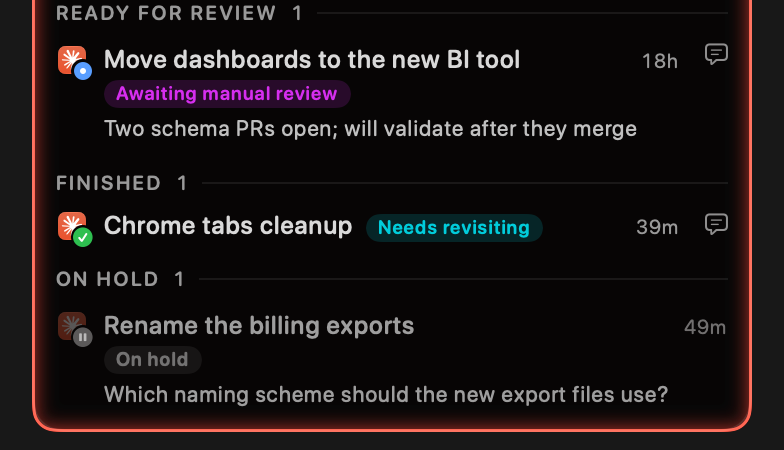 READY FOR REVIEW 1
Move dashboards to the new BI tool 18h
Awaiting manual review
Two schema PRs open; will validate after they merge
FINISHED 1
Chrome tabs cleanup Needs revisiting 39m
ON HOLD 1
Rename the billing exports 49m
On hold
Which naming scheme should the new export files use?